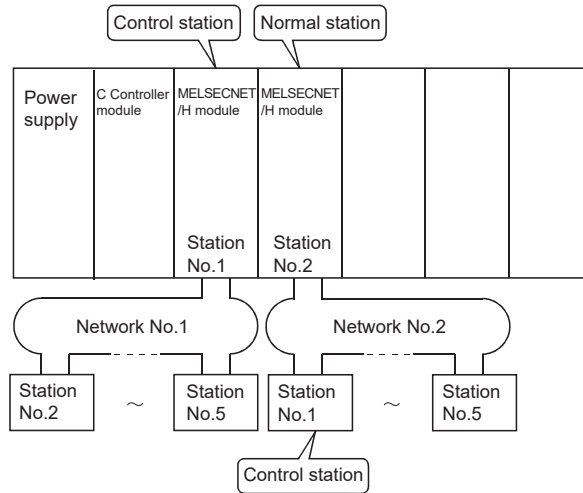 Control station
Normal station
Power
supply
C Controller
module
MELSECNET
/H module
MELSECNET
/H module
Station
No.1
Station
No.2
Network No.1
Network No.2
Station
No.2
~
Station
No.5
Station
No.1
~
Station
No.5
Control station